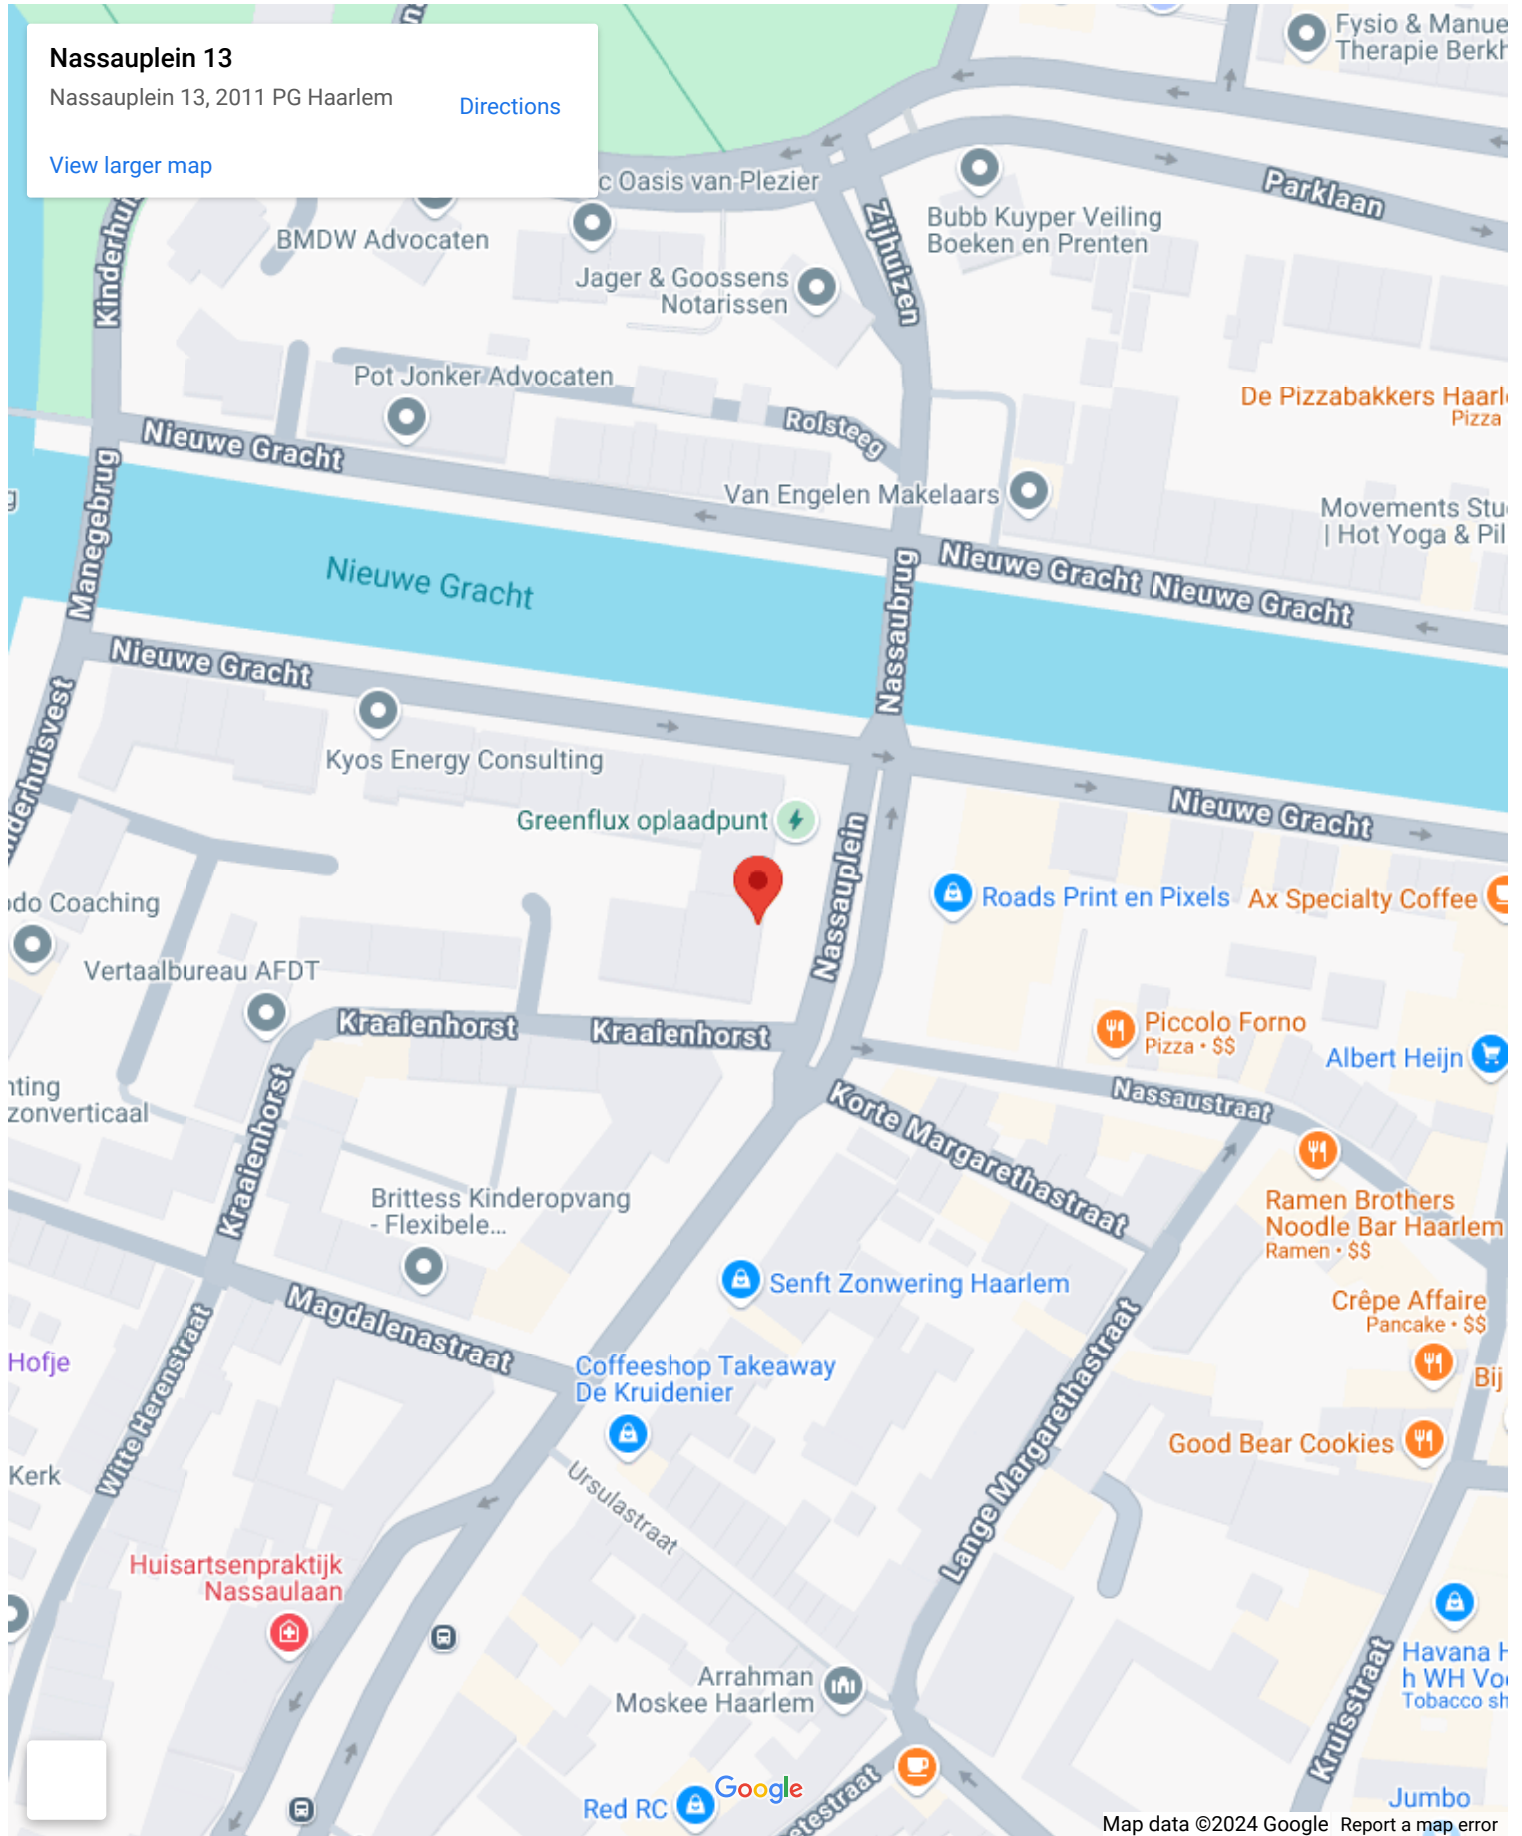 Nassauplein 13
Nassauplein 13, 2011 PG Haarlem
Directions
View larger map
Fysio & Manue
Therapie Berkh
c Oasis van Plezier
Parklaan
BMDW Advocaten
Kinderhui
Zijhuizen
Bubb Kuyper Veiling
Boeken en Prenten
Jager & Goossens
Notarissen
Pot Jonker Advocaten
De Pizzabakkers Haarl
Pizza
Nieuwe Gracht
Rolsteeg
Van Engelen Makelaars
Movements Stu
| Hot Yoga & Pil
Manegebrug
Nieuwe Gracht
Nieuwe Gracht
Nieuwe Gracht
Nassaubrug
Nieuwe Gracht
nderhuisvest
Kyos Energy Consulting
Greenflux oplaadpunt
Nieuwe Gracht
Nassauplein
Roads Print en Pixels
Ax Specialty Coffee
odo Coaching
Vertaalbureau AFDT
Kraaienhorst
Kraaienhorst
Piccolo Forno
Pizza • $$
Albert Heijn
nting
zonverticaal
Kraaienhorst
Korte Margarethastraat
Nassaustraat
Brittess Kinderopvang
- Flexibele...
Ramen Brothers
Noodle Bar Haarlem
Ramen • $$
Senft Zonwering Haarlem
Magdalenastraat
Crêpe Affaire
Pancake • $$
Hofje
Witte Herenstraat
Coffeeshop Takeaway
De Kruidenier
Lange Margarethastraat
Bij
Good Bear Cookies
Kerk
Ursulastraat
Huisartsenpraktijk
Nassaulaan
Arrahman
Moskee Haarlem
Kruisstraat
Havana H
h WH Vo
Tobacco sh
Google
Red RC
etestraat
Jumbo
Map data ©2024 Google
Report a map error